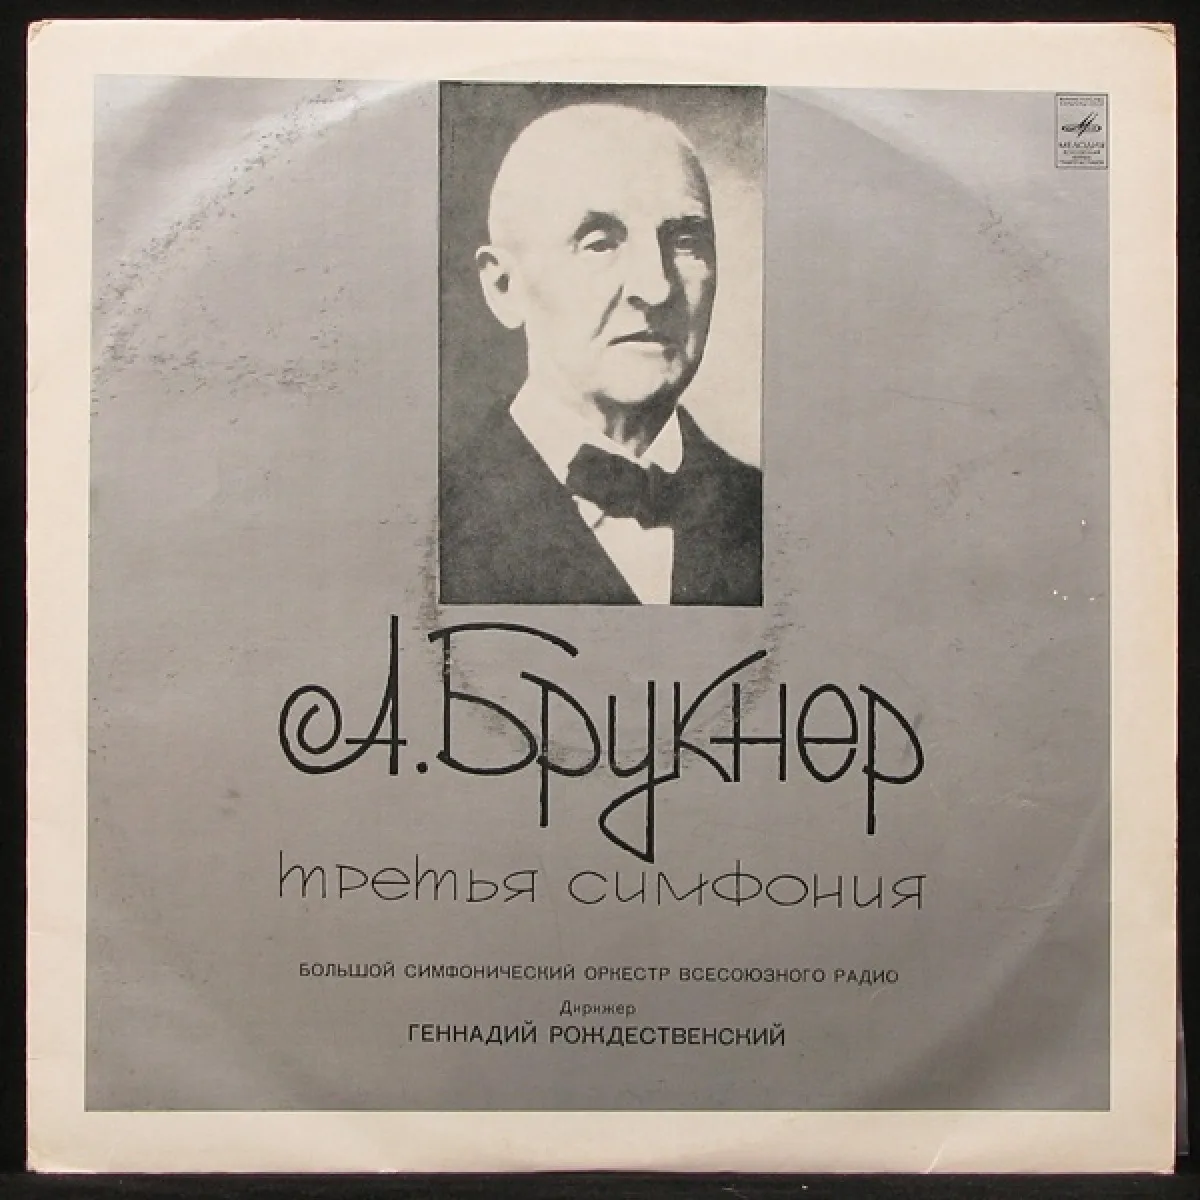 МЕЛОДИЯ
А. Брукнер
третья симфония
БОЛЬШОЙ СИМФОНИЧЕСКИЙ ОРКЕСТР ВСЕСОЮЗНОГО РАДИО
Дирижер
ГЕННАДИЙ РОЖДЕСТВЕНСКИЙ